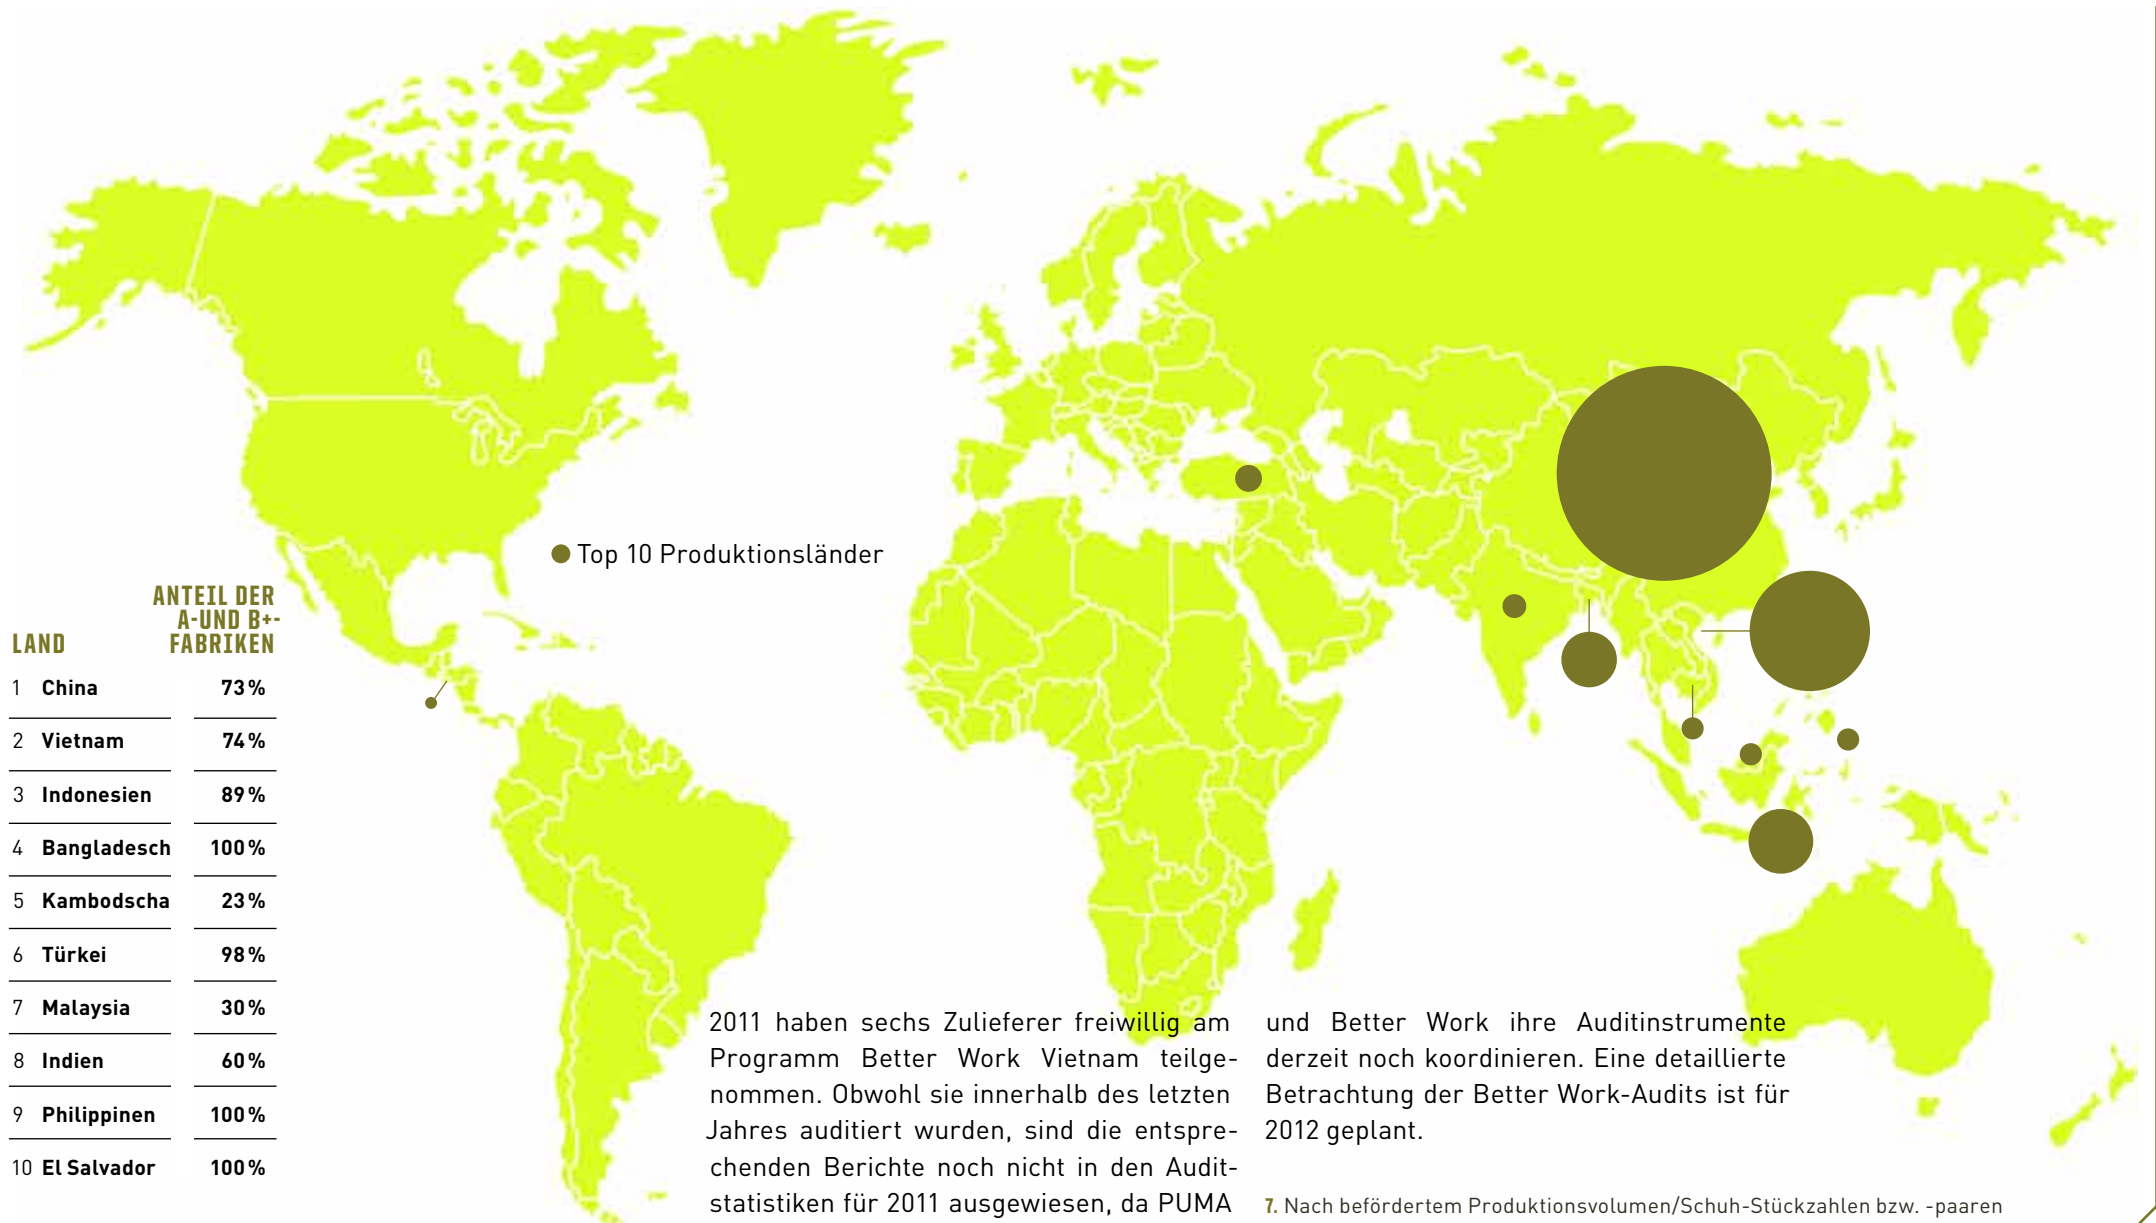 Top 10 Produktionsländer
LAND
ANTEIL DER
A-UND B+-
FABRIKEN
1 China 73%
2 Vietnam 74%
3 Indonesien 89%
4 Bangladesch 100%
5 Kambodscha 23%
6 Türkei 98%
7 Malaysia 30%
8 Indien 60%
9 Philippinen 100%
10 El Salvador 100%
2011 haben sechs Zulieferer freiwillig am
Programm Better Work Vietnam teilge-
nommen. Obwohl sie innerhalb des letzten
Jahres auditiert wurden, sind die entspre-
chenden Berichte noch nicht in den Audit-
statistiken für 2011 ausgewiesen, da PUMA
und Better Work ihre Auditinstrumente
derzeit noch koordinieren. Eine detaillierte
Betrachtung der Better Work-Audits ist für
2012 geplant.
7. Nach befördertem Produktionsvolumen/Schuh-Stückzahlen bzw. -paaren